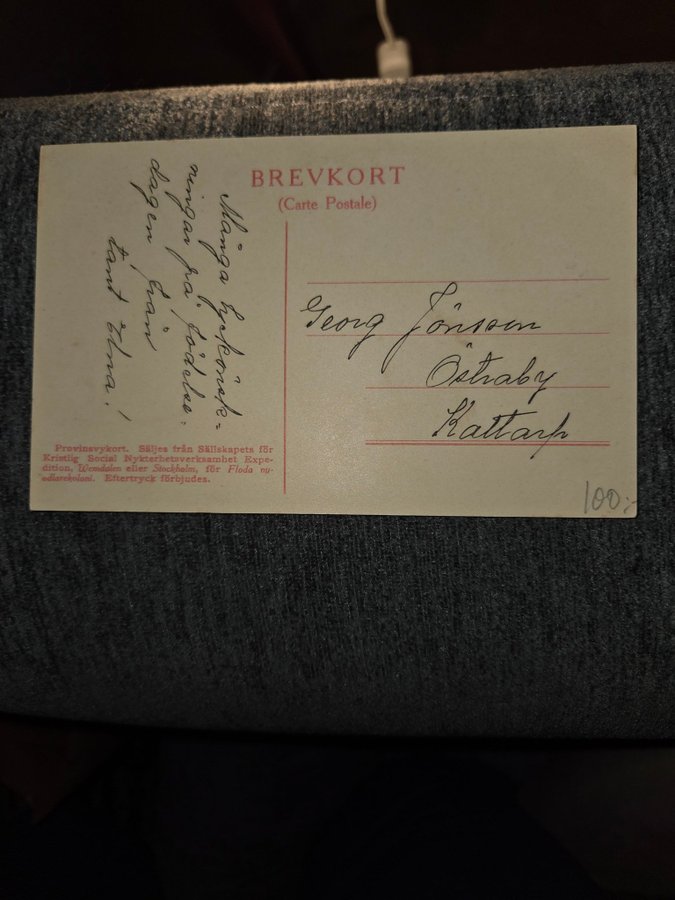 BREVKORT
(Carte Postale)
Många lyckönsk=
ningar på födelse=
dagen från
tant Elna!
Georg Jönsson
Östraby
Kattarp
Provinsvykort. Säljes från Sällskapets för
Kristlig Social Nykterhetsverksamhet Expe-
dition, Wemdalen eller Stockholm, för Floda ny-
odlarekoloni. Eftertryck förbjudes.
100:-